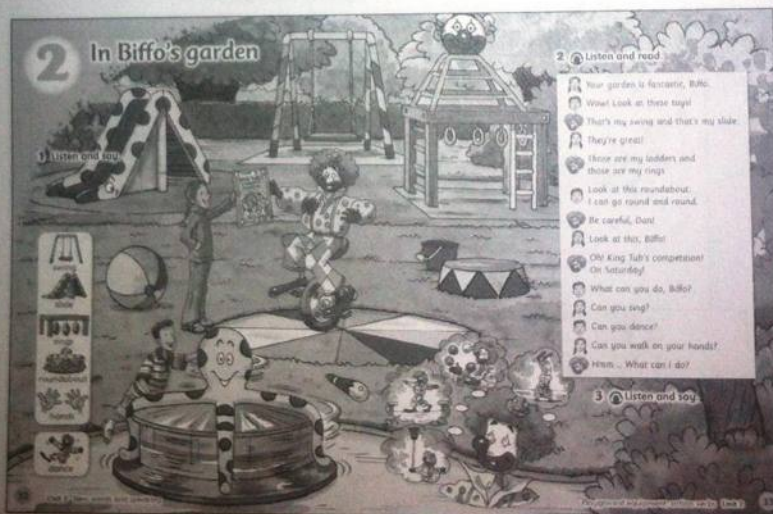 2 In Biffo's garden
1 Listen and say
swing
slide
rings
roundabout
hands
dance
2 Listen and read
Your garden is fantastic, Biffo.
Wow! Look at these toys!
That's my swing and that's my slide.
They're great!
Those are my ladders and
those are my rings.
Look at this roundabout.
I can go round and round.
Be careful, Dan!
Look at this, Biffo!
Oh! King Tub's competition!
On Saturday!
What can you do, Biffo?
Can you sing?
Can you dance?
Can you walk on your hands?
Hmm... What can I do?
3 Listen and say